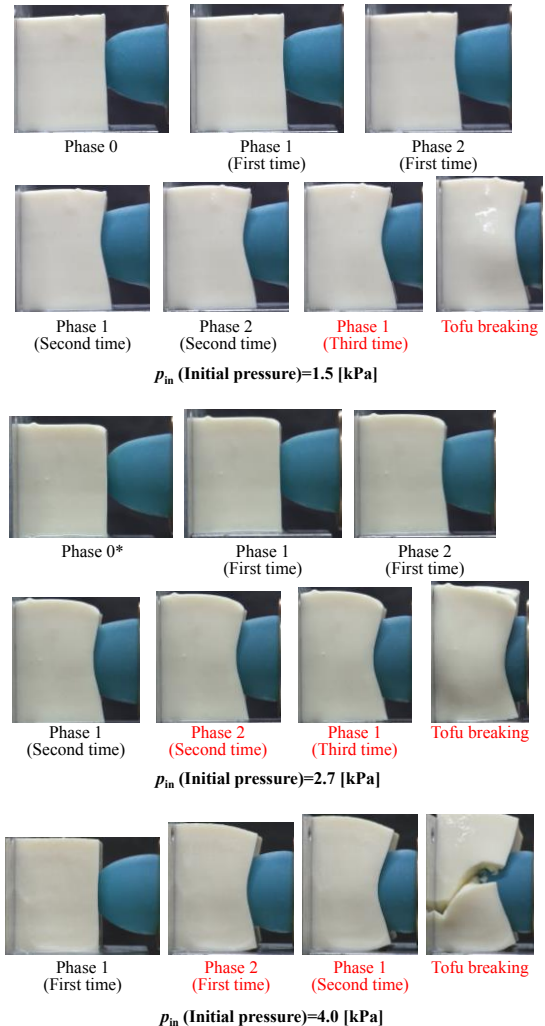 Phase 0
Phase 1
(First time)
Phase 2
(First time)
Phase 1
(Second time)
Phase 2
(Second time)
Phase 1
(Third time)
Tofu breaking
p_in (Initial pressure)=1.5 [kPa]
Phase 0*
Phase 1
(First time)
Phase 2
(First time)
Phase 1
(Second time)
Phase 2
(Second time)
Phase 1
(Third time)
Tofu breaking
p_in (Initial pressure)=2.7 [kPa]
Phase 1
(First time)
Phase 2
(First time)
Phase 1
(Second time)
Tofu breaking
p_in (Initial pressure)=4.0 [kPa]